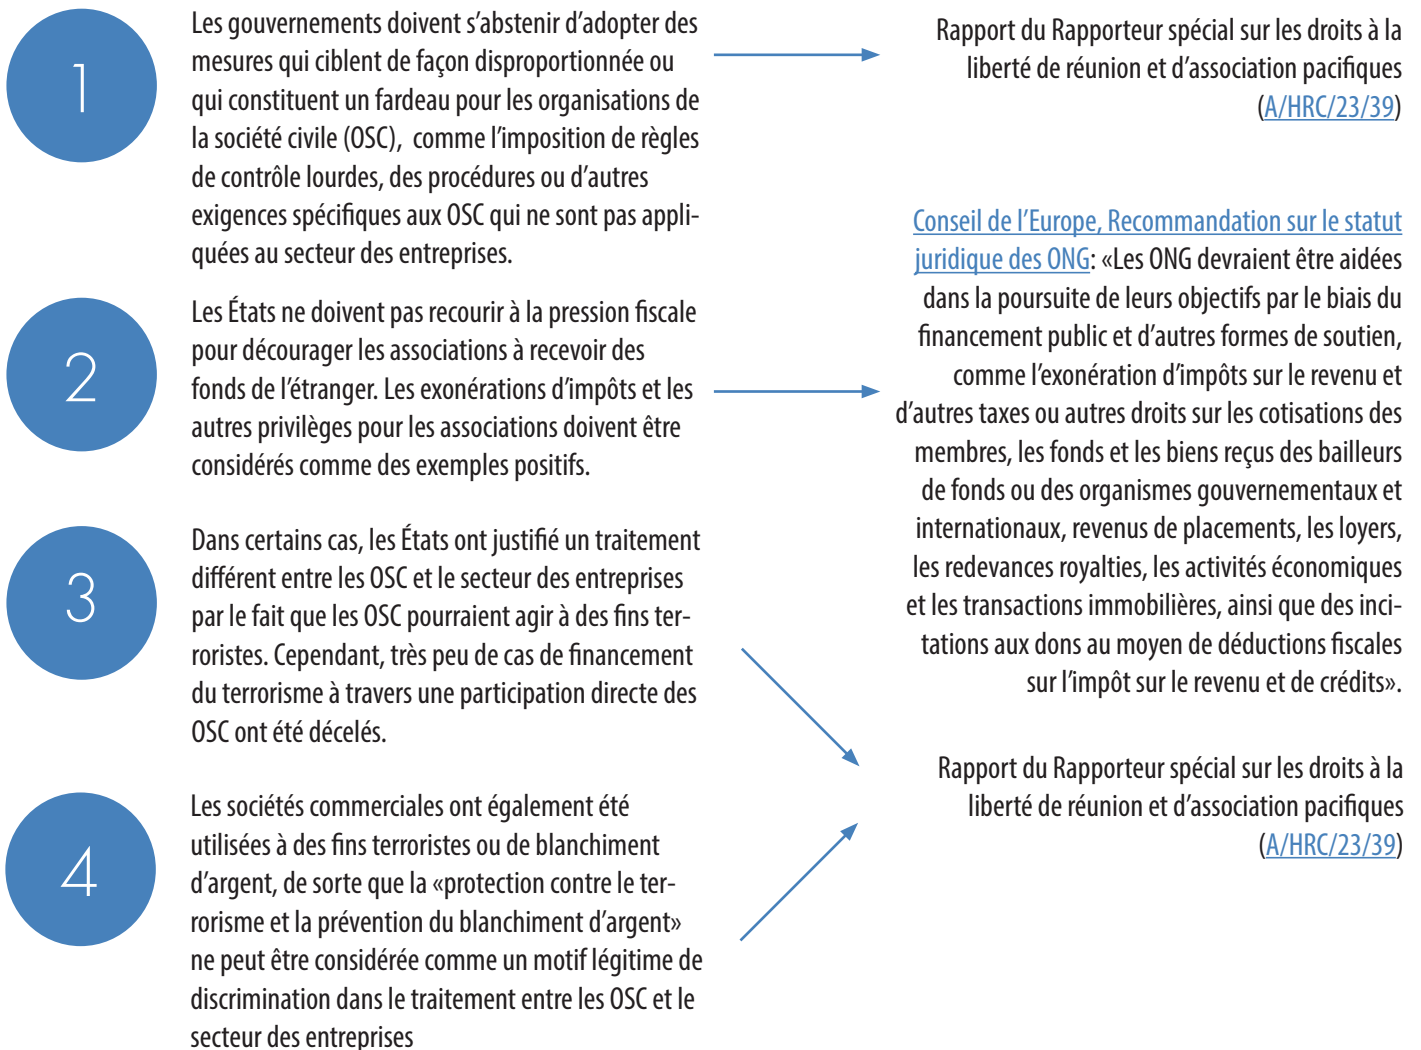 1
Les gouvernements doivent s’abstenir d’adopter des
mesures qui ciblent de façon disproportionnée ou
qui constituent un fardeau pour les organisations de
la société civile (OSC),  comme l’imposition de règles
de contrôle lourdes, des procédures ou d’autres
exigences spécifiques aux OSC qui ne sont pas appli-
quées au secteur des entreprises.
Rapport du Rapporteur spécial sur les droits à la
liberté de réunion et d’association pacifiques
(A/HRC/23/39)
2
Les États ne doivent pas recourir à la pression fiscale
pour décourager les associations à recevoir des
fonds de l’étranger. Les exonérations d’impôts et les
autres privilèges pour les associations doivent être
considérés comme des exemples positifs.
Conseil de l’Europe, Recommandation sur le statut
juridique des ONG: «Les ONG devraient être aidées
dans la poursuite de leurs objectifs par le biais du
financement public et d’autres formes de soutien,
comme l’exonération d’impôts sur le revenu et
d’autres taxes ou autres droits sur les cotisations des
membres, les fonds et les biens reçus des bailleurs
de fonds ou des organismes gouvernementaux et
internationaux, revenus de placements, les loyers,
les redevances royalties, les activités économiques
et les transactions immobilières, ainsi que des inci-
tations aux dons au moyen de déductions fiscales
sur l’impôt sur le revenu et de crédits».
3
Dans certains cas, les États ont justifié un traitement
différent entre les OSC et le secteur des entreprises
par le fait que les OSC pourraient agir à des fins ter-
roristes. Cependant, très peu de cas de financement
du terrorisme à travers une participation directe des
OSC ont été décelés.
4
Les sociétés commerciales ont également été
utilisées à des fins terroristes ou de blanchiment
d’argent, de sorte que la «protection contre le ter-
rorisme et la prévention du blanchiment d’argent»
ne peut être considérée comme un motif légitime de
discrimination dans le traitement entre les OSC et le
secteur des entreprises
Rapport du Rapporteur spécial sur les droits à la
liberté de réunion et d’association pacifiques
(A/HRC/23/39)